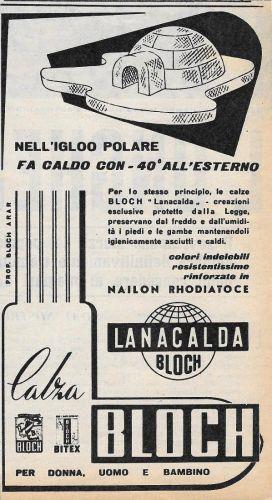 NELL'IGLOO POLARE
FA CALDO CON - 40° ALL'ESTERNO
Per lo stesso principio, le calze
BLOCH "Lanacalda„ - creazioni
esclusive protette dalla Legge,
preservano dal freddo e dall'umidi-
tà i piedi e le gambe mantenendoli
igienicamente asciutti e caldi.
colori indelebili
resistentissime
rinforzate in
NAILON RHODIATOCE
PROP. BLOCH ARAR
LANACALDA
BLOCH
Calza
BLOCH
BLOCH
BLOCH
BITEX
PER DONNA, UOMO E BAMBINO